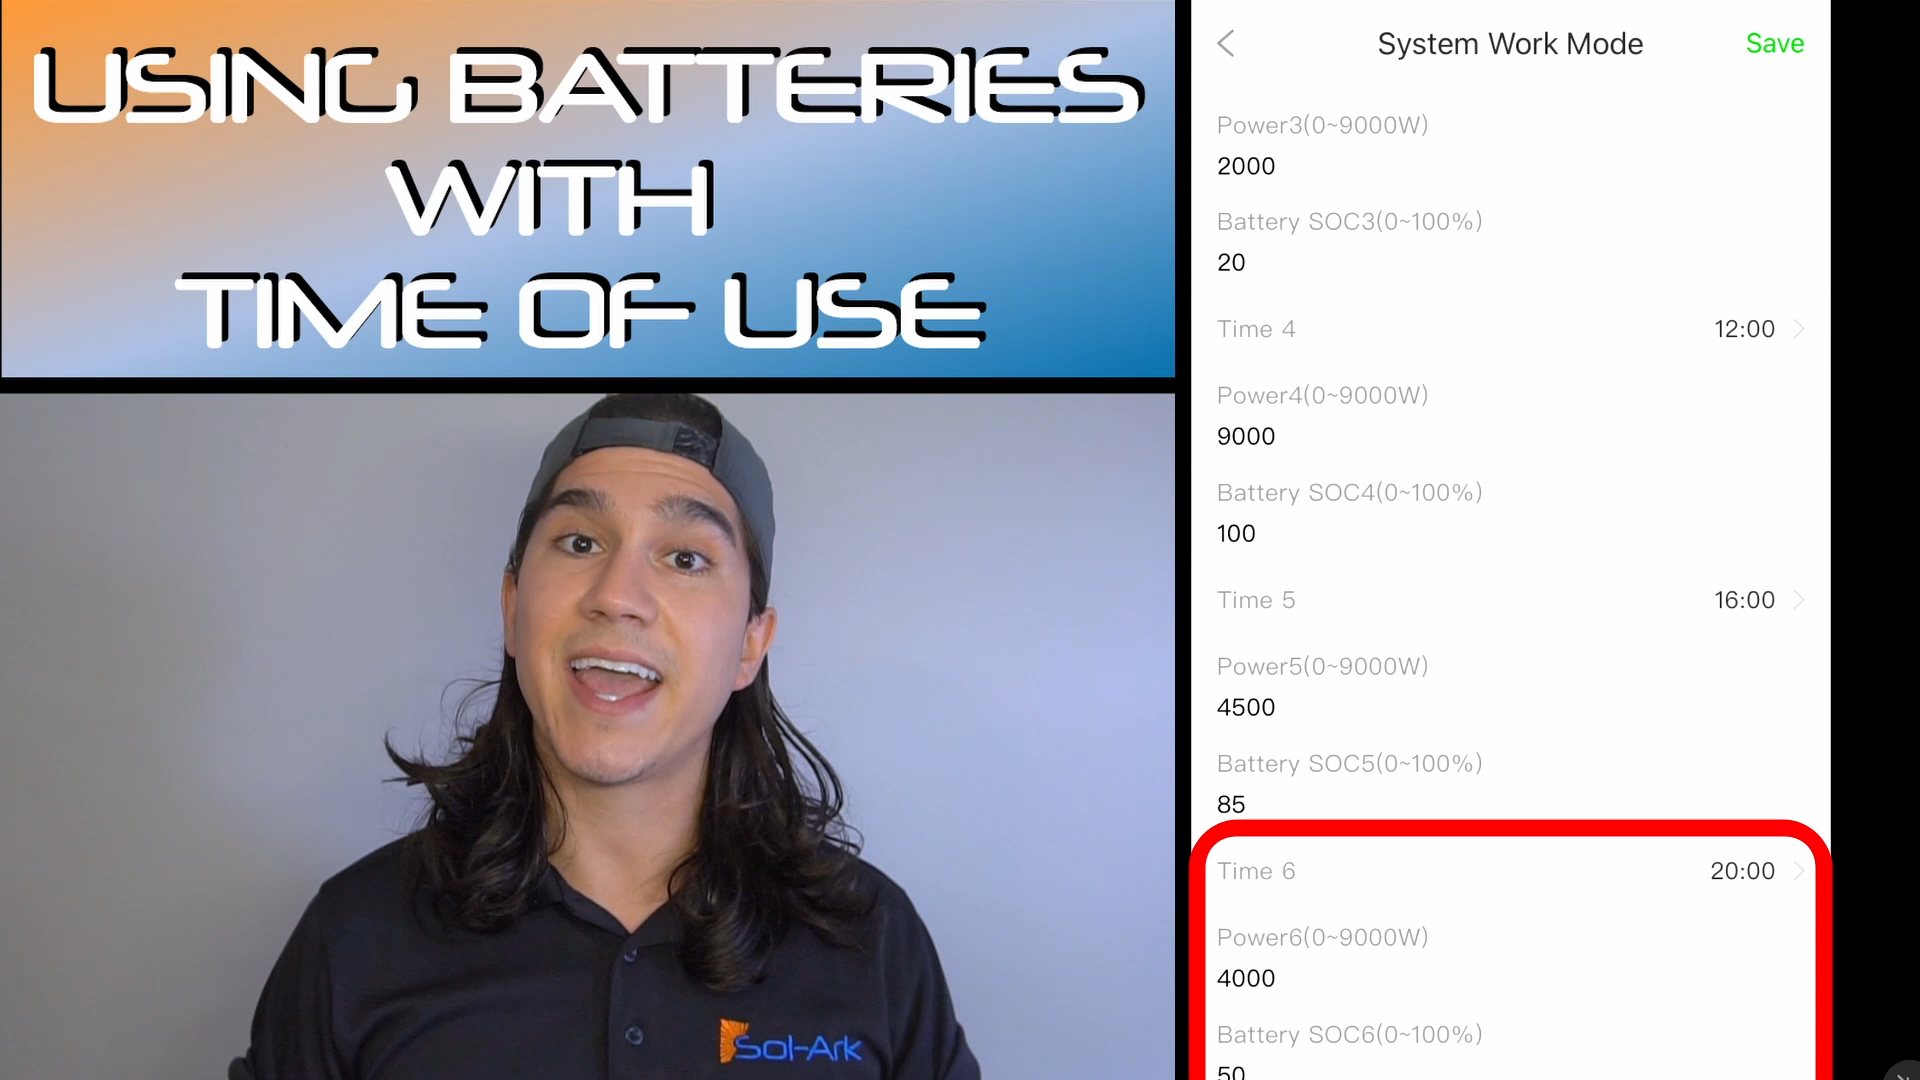 USING BATTERIES
WITH
TIME OF USE
Sol-Ark
System Work Mode
Save
Power3(0~9000W)
2000
Battery SOC3(0~100%)
20
Time 4
12:00
Power4(0~9000W)
9000
Battery SOC4(0~100%)
100
Time 5
16:00
Power5(0~9000W)
4500
Battery SOC5(0~100%)
85
Time 6
20:00
Power6(0~9000W)
4000
Battery SOC6(0~100%)
50